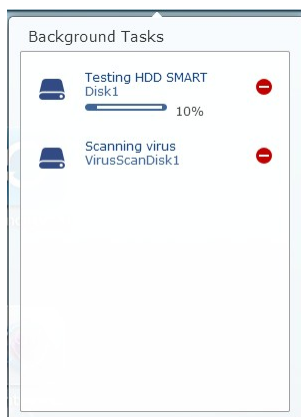 Background Tasks
Testing HDD SMART
Disk1
10%
Scanning virus
VirusScanDisk1